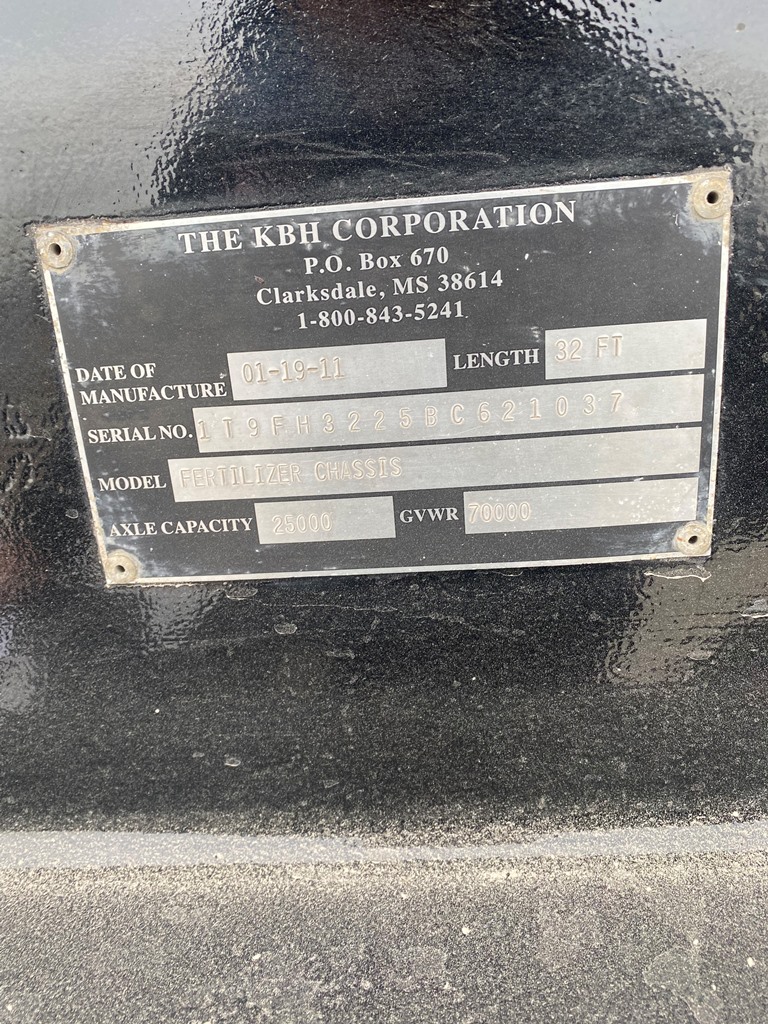 THE KBH CORPORATION
P.O. Box 670
Clarksdale, MS 38614
1-800-843-5241
DATE OF MANUFACTURE 01-19-11 LENGTH 32 FT
SERIAL NO. 1T9FH3225BC621037
MODEL FERTILIZER CHASSIS
AXLE CAPACITY 25000 GVWR 70000